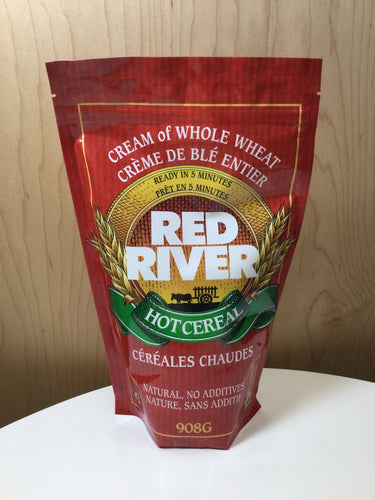 CREAM of WHOLE WHEAT
CRÈME DE BLÉ ENTIER
READY IN 5 MINUTES
PRÊT EN 5 MINUTES
RED
RIVER
HOT CEREAL
CÉRÉALES CHAUDES
NATURAL, NO ADDITIVES
NATURE, SANS ADDITIF
908G